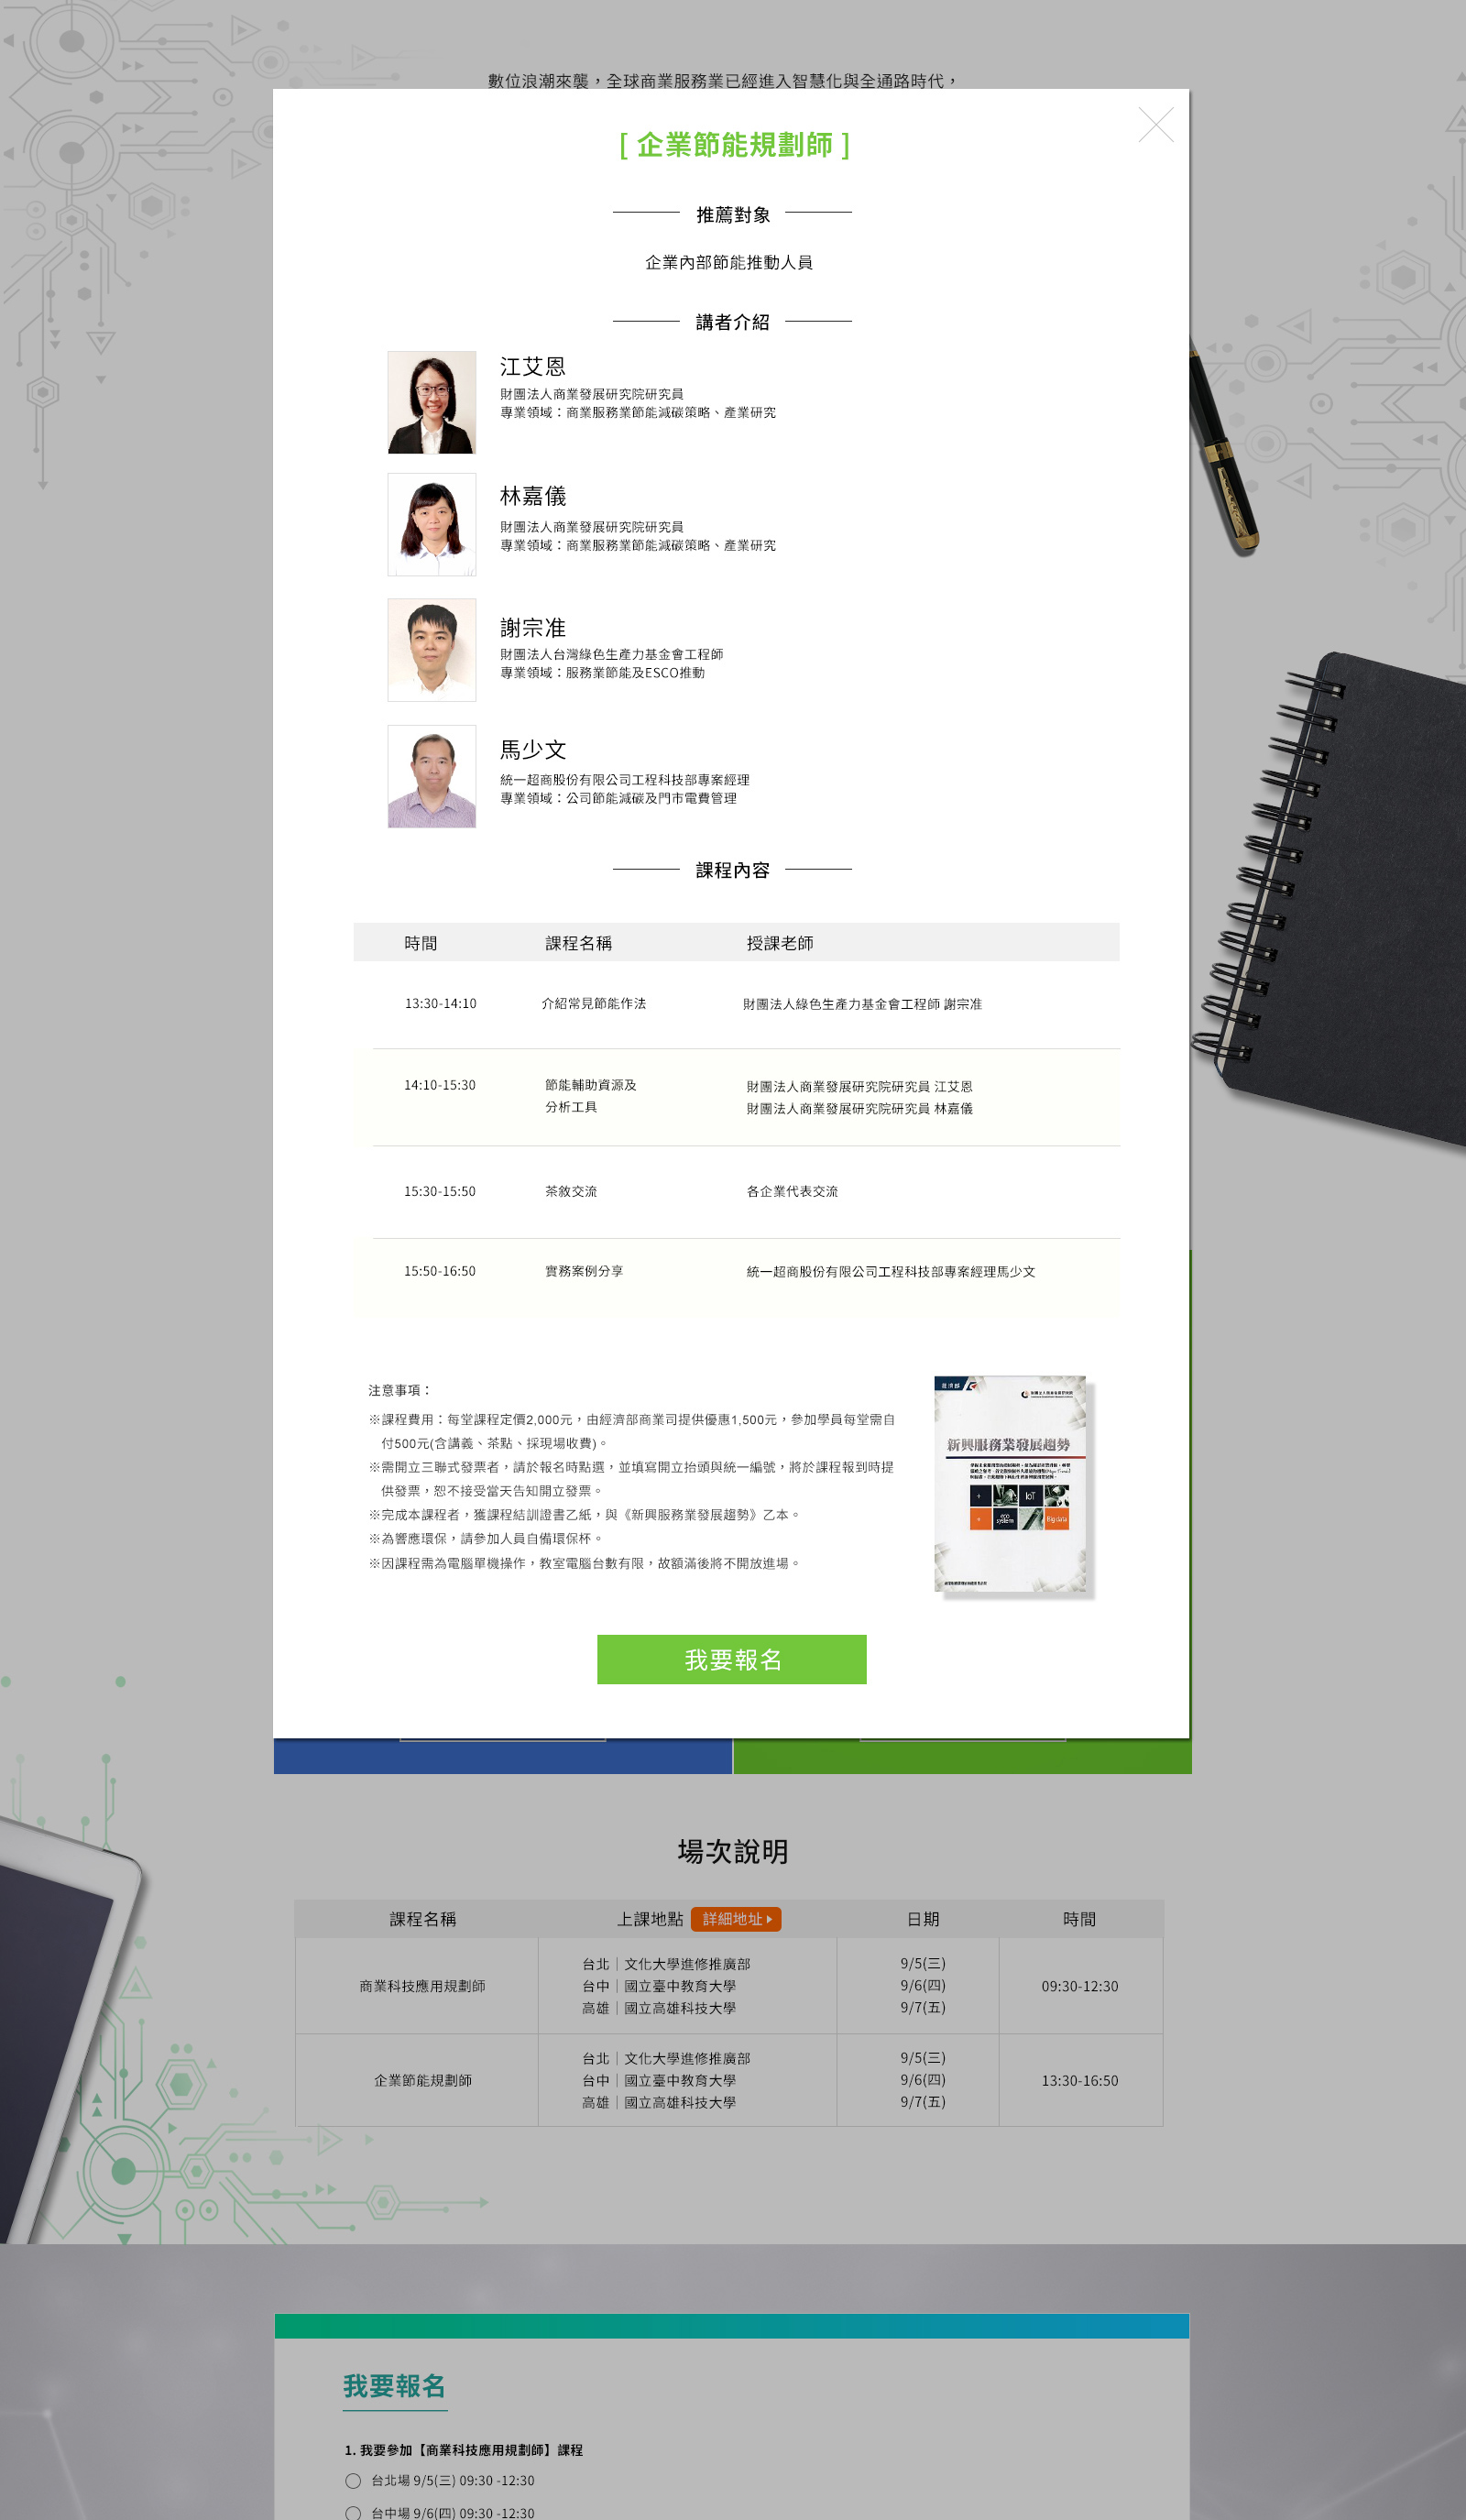 數位浪潮來襲，全球商業服務業已經進入智慧化與全通路時代，
[ 企業節能規劃師 ]
推薦對象
企業內部節能推動人員
講者介紹
江艾恩
財團法人商業發展研究院研究員
專業領域：商業服務業節能減碳策略、產業研究
林嘉儀
財團法人商業發展研究院研究員
專業領域：商業服務業節能減碳策略、產業研究
謝宗准
財團法人台灣綠色生產力基金會工程師
專業領域：服務業節能及ESCO推動
馬少文
統一超商股份有限公司工程科技部專案經理
專業領域：公司節能減碳及門市電費管理
課程內容
時間 課程名稱 授課老師
13:30-14:10 介紹常見節能作法 財團法人綠色生產力基金會工程師 謝宗准
14:10-15:30 節能輔助資源及 財團法人商業發展研究院研究員 江艾恩
分析工具 財團法人商業發展研究院研究員 林嘉儀
15:30-15:50 茶敘交流 各企業代表交流
15:50-16:50 實務案例分享 統一超商股份有限公司工程科技部專案經理馬少文
注意事項：
※課程費用：每堂課程定價2,000元，由經濟部商業司提供優惠1,500元，參加學員每堂需自
付500元(含講義、茶點、採現場收費)。
※需開立三聯式發票者，請於報名時點選，並填寫開立抬頭與統一編號，將於課程報到時提
供發票，恕不接受當天告知開立發票。
※完成本課程者，獲課程結訓證書乙紙，與《新興服務業發展趨勢》乙本。
※為響應環保，請參加人員自備環保杯。
※因課程需為電腦單機操作，教室電腦台數有限，故額滿後將不開放進場。
經濟部
新興服務業發展趨勢
IoT
eco
system
Big data
我要報名
場次說明
課程名稱 上課地點 詳細地址 日期 時間
台北｜文化大學進修推廣部 9/5(三)
商業科技應用規劃師 台中｜國立臺中教育大學 9/6(四) 09:30-12:30
高雄｜國立高雄科技大學 9/7(五)
台北｜文化大學進修推廣部 9/5(三)
企業節能規劃師 台中｜國立臺中教育大學 9/6(四) 13:30-16:50
高雄｜國立高雄科技大學 9/7(五)
我要報名
1. 我要參加【商業科技應用規劃師】課程
台北場 9/5(三) 09:30 -12:30
台中場 9/6(四) 09:30 -12:30